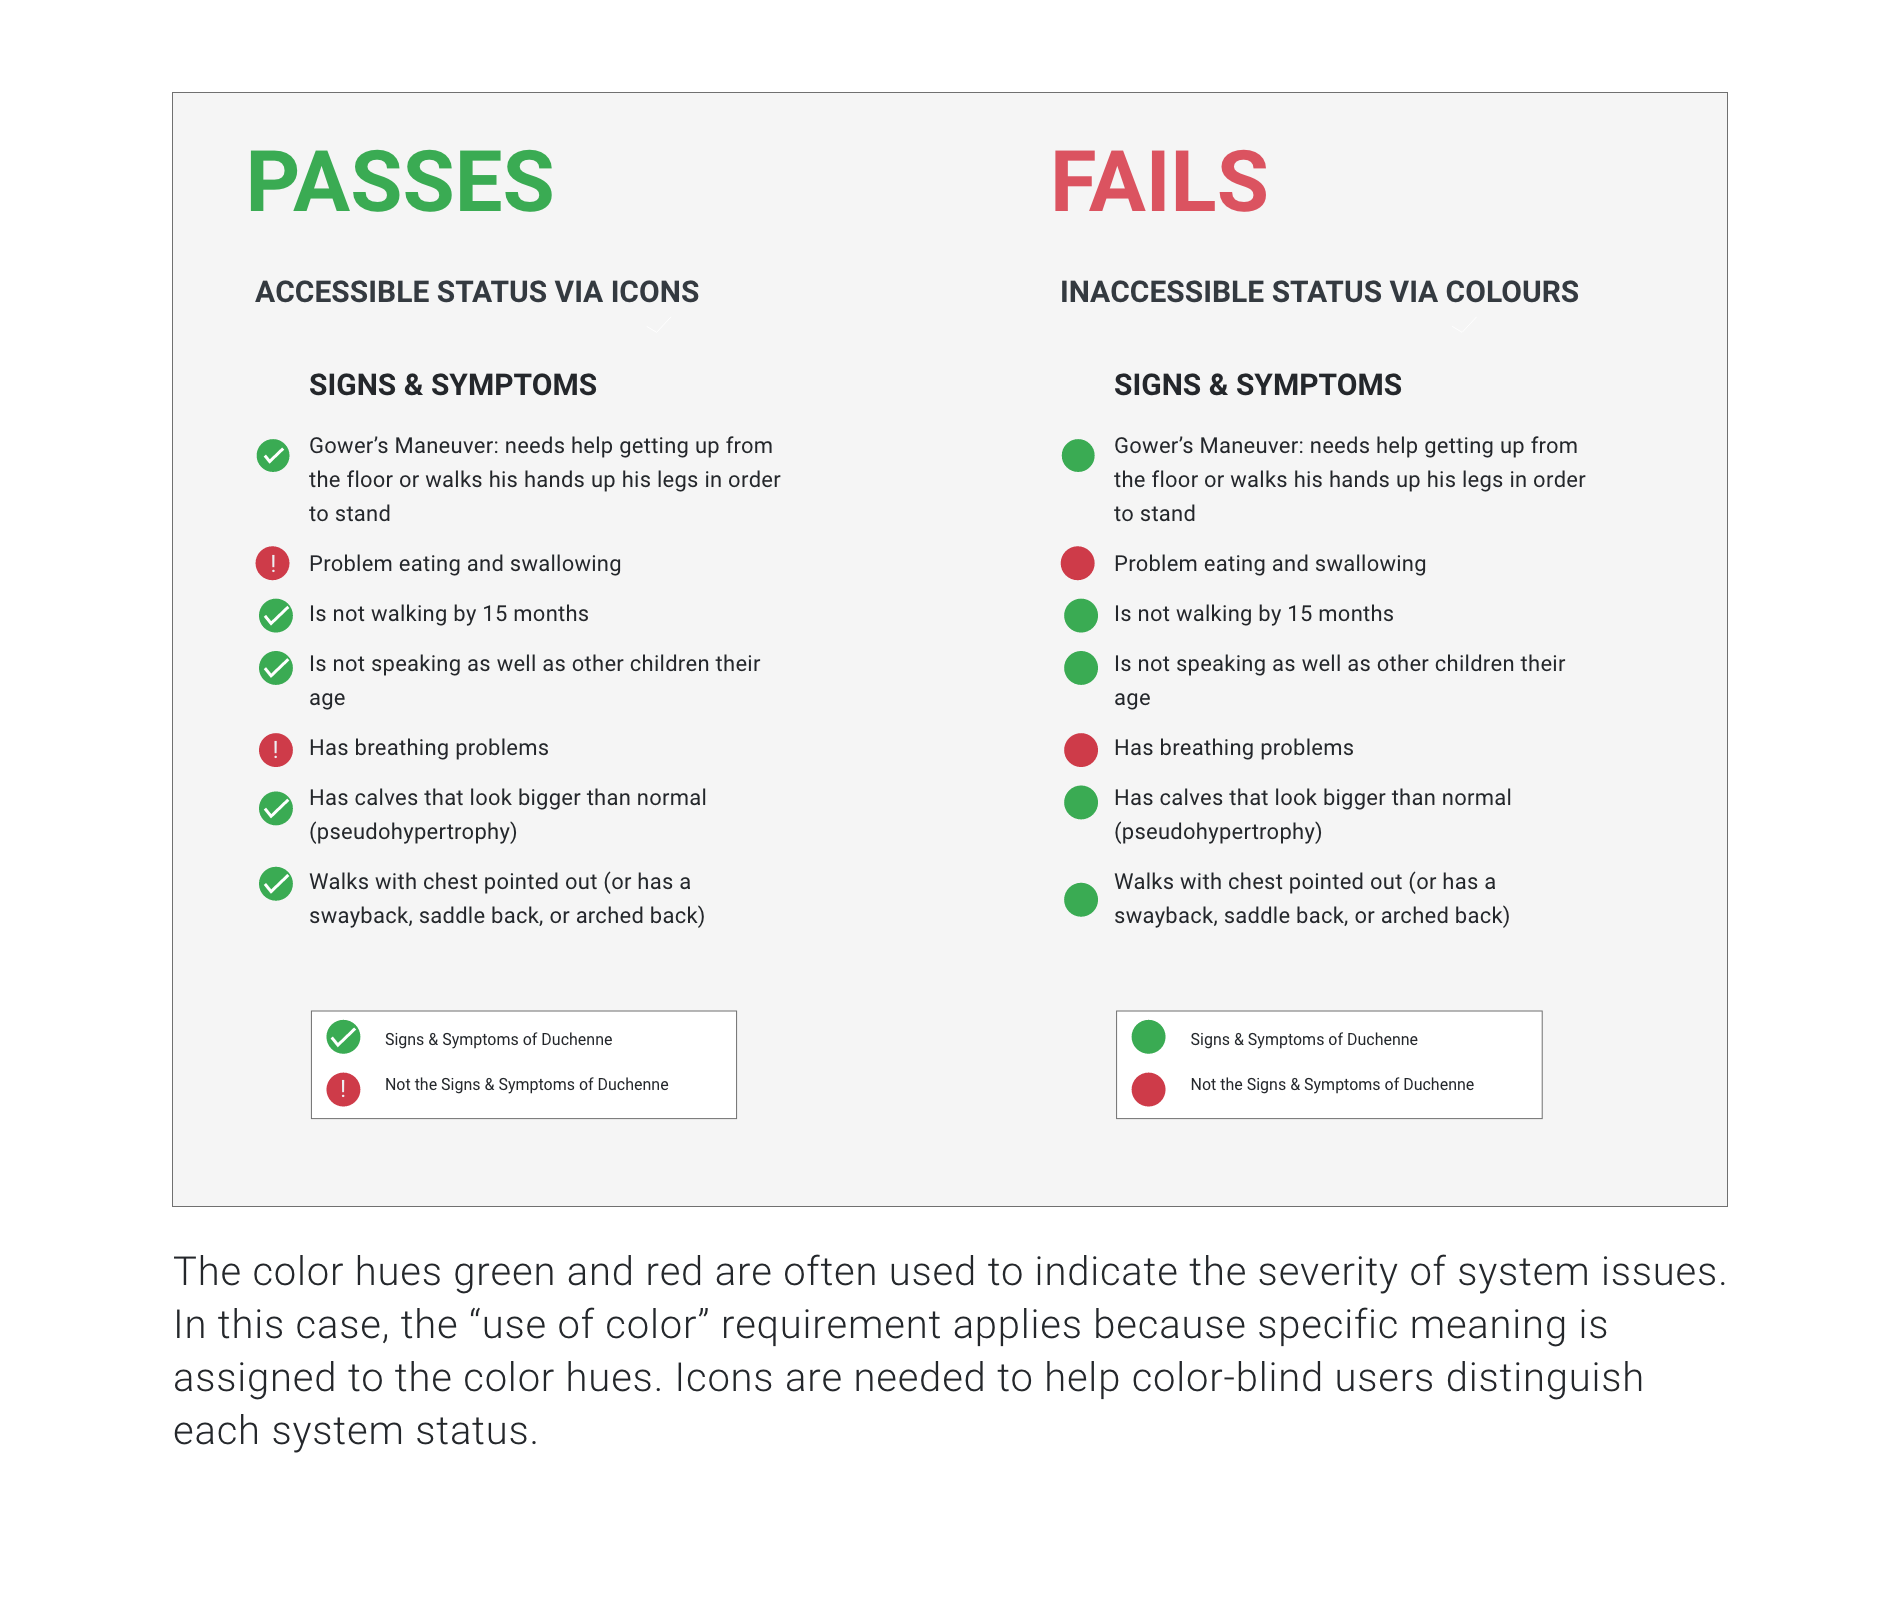 PASSES
ACCESSIBLE STATUS VIA ICONS
SIGNS & SYMPTOMS
Gower’s Maneuver: needs help getting up from
the floor or walks his hands up his legs in order
to stand
! Problem eating and swallowing
Is not walking by 15 months
Is not speaking as well as other children their
age
! Has breathing problems
Has calves that look bigger than normal
(pseudohypertrophy)
Walks with chest pointed out (or has a
swayback, saddle back, or arched back)
Signs & Symptoms of Duchenne
! Not the Signs & Symptoms of Duchenne
FAILS
INACCESSIBLE STATUS VIA COLOURS
SIGNS & SYMPTOMS
Gower’s Maneuver: needs help getting up from
the floor or walks his hands up his legs in order
to stand
Problem eating and swallowing
Is not walking by 15 months
Is not speaking as well as other children their
age
Has breathing problems
Has calves that look bigger than normal
(pseudohypertrophy)
Walks with chest pointed out (or has a
swayback, saddle back, or arched back)
Signs & Symptoms of Duchenne
Not the Signs & Symptoms of Duchenne
The color hues green and red are often used to indicate the severity of system issues.
In this case, the “use of color” requirement applies because specific meaning is
assigned to the color hues. Icons are needed to help color-blind users distinguish
each system status.